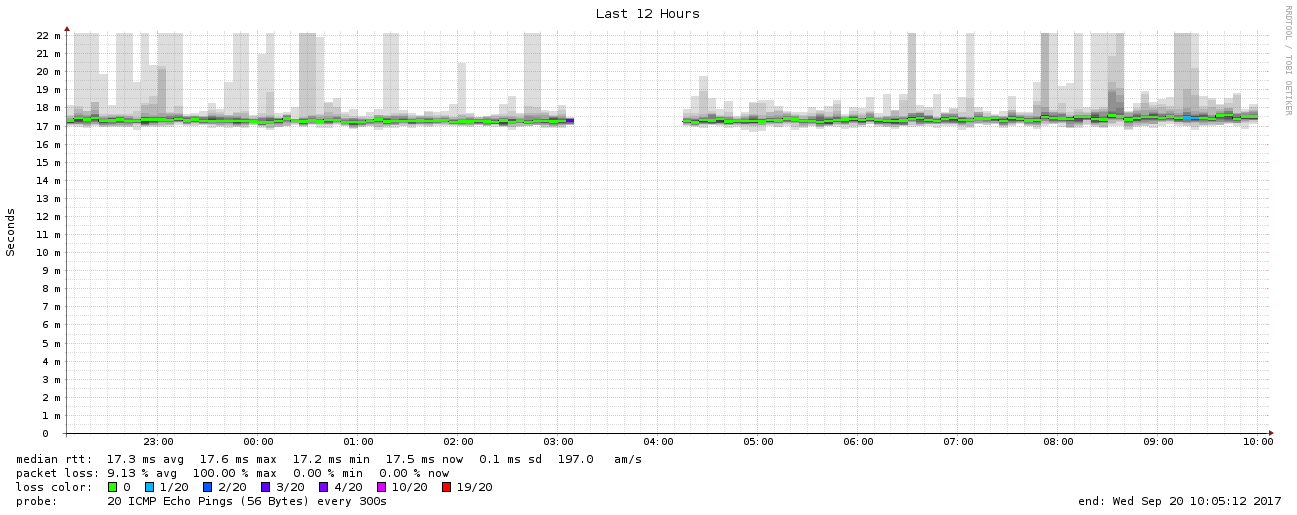 Last 12 Hours
RRDTOOL / TOBI OETIKER
Seconds
22 m
21 m
20 m
19 m
18 m
17 m
16 m
15 m
14 m
13 m
12 m
11 m
10 m
9 m
8 m
7 m
6 m
5 m
4 m
3 m
2 m
1 m
0
23:00 00:00 01:00 02:00 03:00 04:00 05:00 06:00 07:00 08:00 09:00 10:00
median rtt: 17.3 ms avg 17.6 ms max 17.2 ms min 17.5 ms now 0.1 ms sd 197.0 am/s
packet loss: 9.13 % avg 100.00 % max 0.00 % min 0.00 % now
loss color: 0 1/20 2/20 3/20 4/20 10/20 19/20
probe: 20 ICMP Echo Pings (56 Bytes) every 300s end: Wed Sep 20 10:05:12 2017